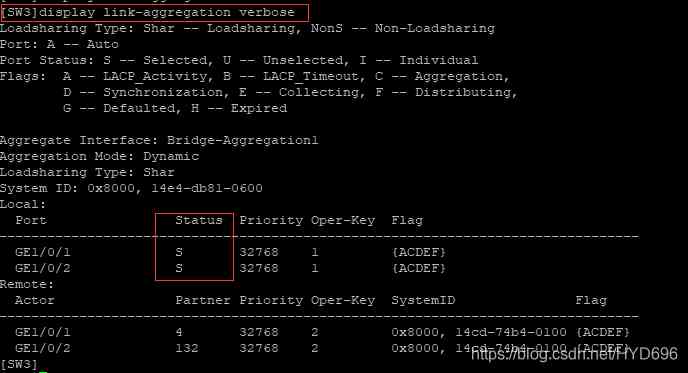 [SW3]display link-aggregation verbose
Loadsharing Type: Shar -- Loadsharing, NonS -- Non-Loadsharing
Port: A -- Auto
Port Status: S -- Selected, U -- Unselected, I -- Individual
Flags:  A -- LACP_Activity, B -- LACP_Timeout, C -- Aggregation,
        D -- Synchronization, E -- Collecting, F -- Distributing,
        G -- Defaulted, H -- Expired
Aggregate Interface: Bridge-Aggregation1
Aggregation Mode: Dynamic
Loadsharing Type: Shar
System ID: 0x8000, 14e4-db81-0600
Local:
  Port                Status  Priority Oper-Key  Flag
--------------------------------------------------------------------------------
  GE1/0/1             S       32768    1         {ACDEF}
  GE1/0/2             S       32768    1         {ACDEF}
Remote:
  Actor               Partner Priority Oper-Key  SystemID               Flag
--------------------------------------------------------------------------------
  GE1/0/1             4       32768    2         0x8000, 14cd-74b4-0100 {ACDEF}
  GE1/0/2             132     32768    2         0x8000, 14cd-74b4-0100 {ACDEF}
[SW3]
https://blog.csdn.net/HYD696